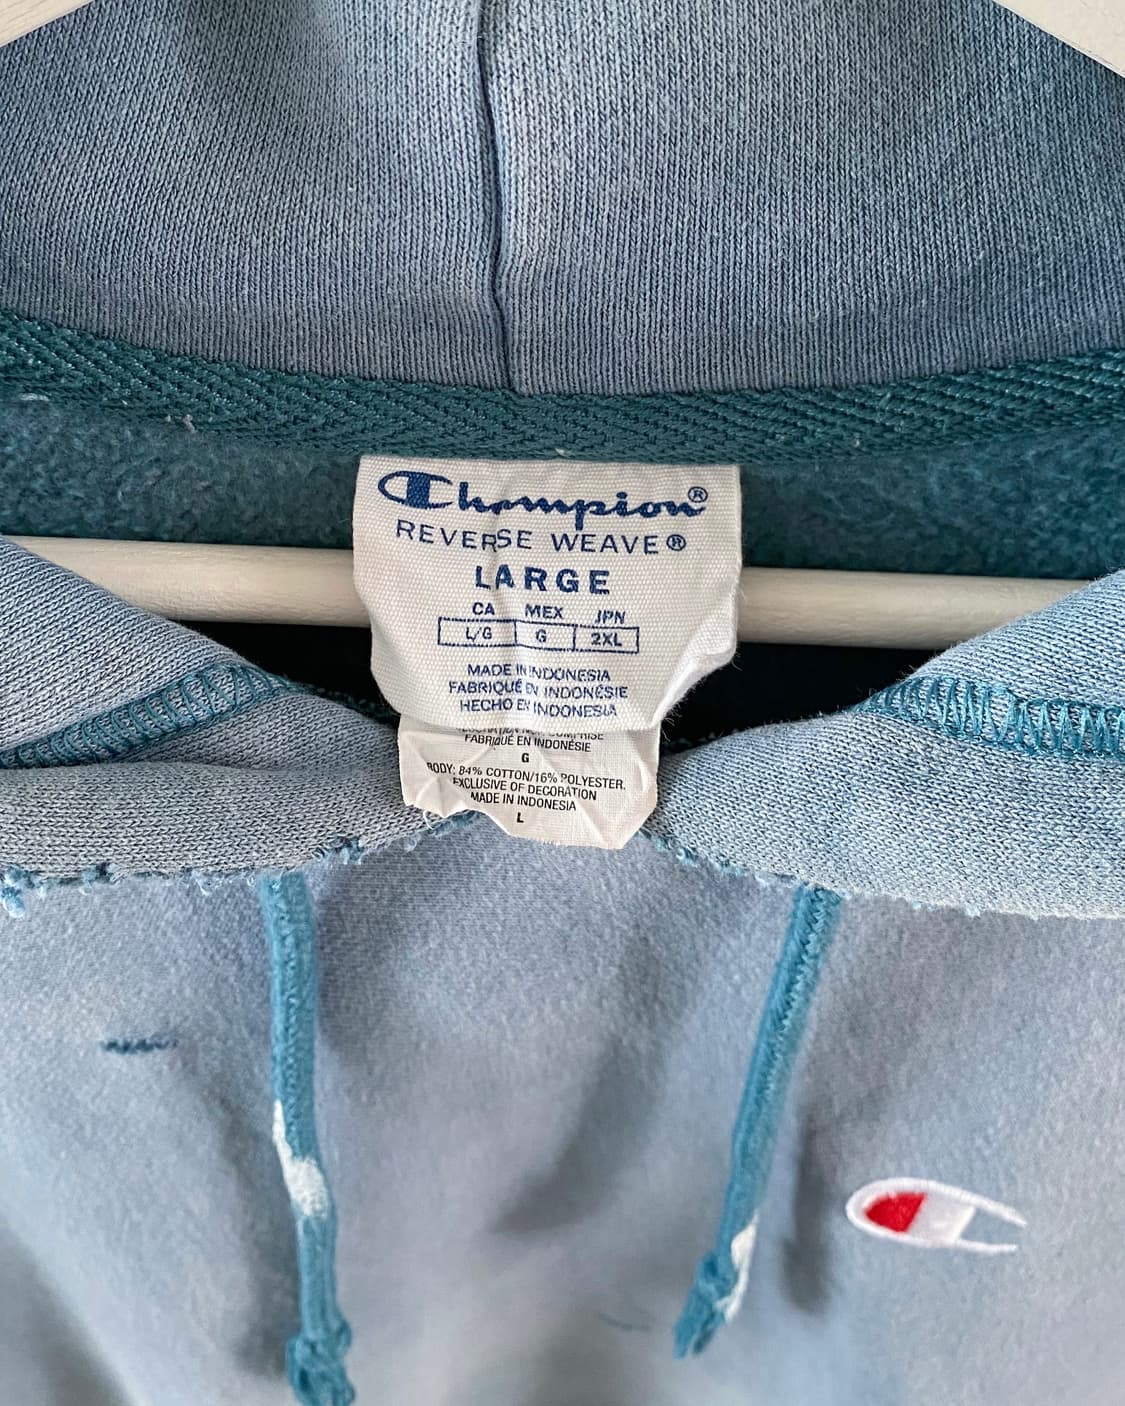 Champion®
REVERSE WEAVE®
LARGE
CA MEX JPN
L/G G 2XL
MADE IN INDONESIA
FABRIQUÉ EN INDONÉSIE
HECHO EN INDONESIA
COMPRISE
FABRIQUÉ EN INDONÉSIE
G
BODY: 84% COTTON/16% POLYESTER.
EXCLUSIVE OF DECORATION
MADE IN INDONESIA
L